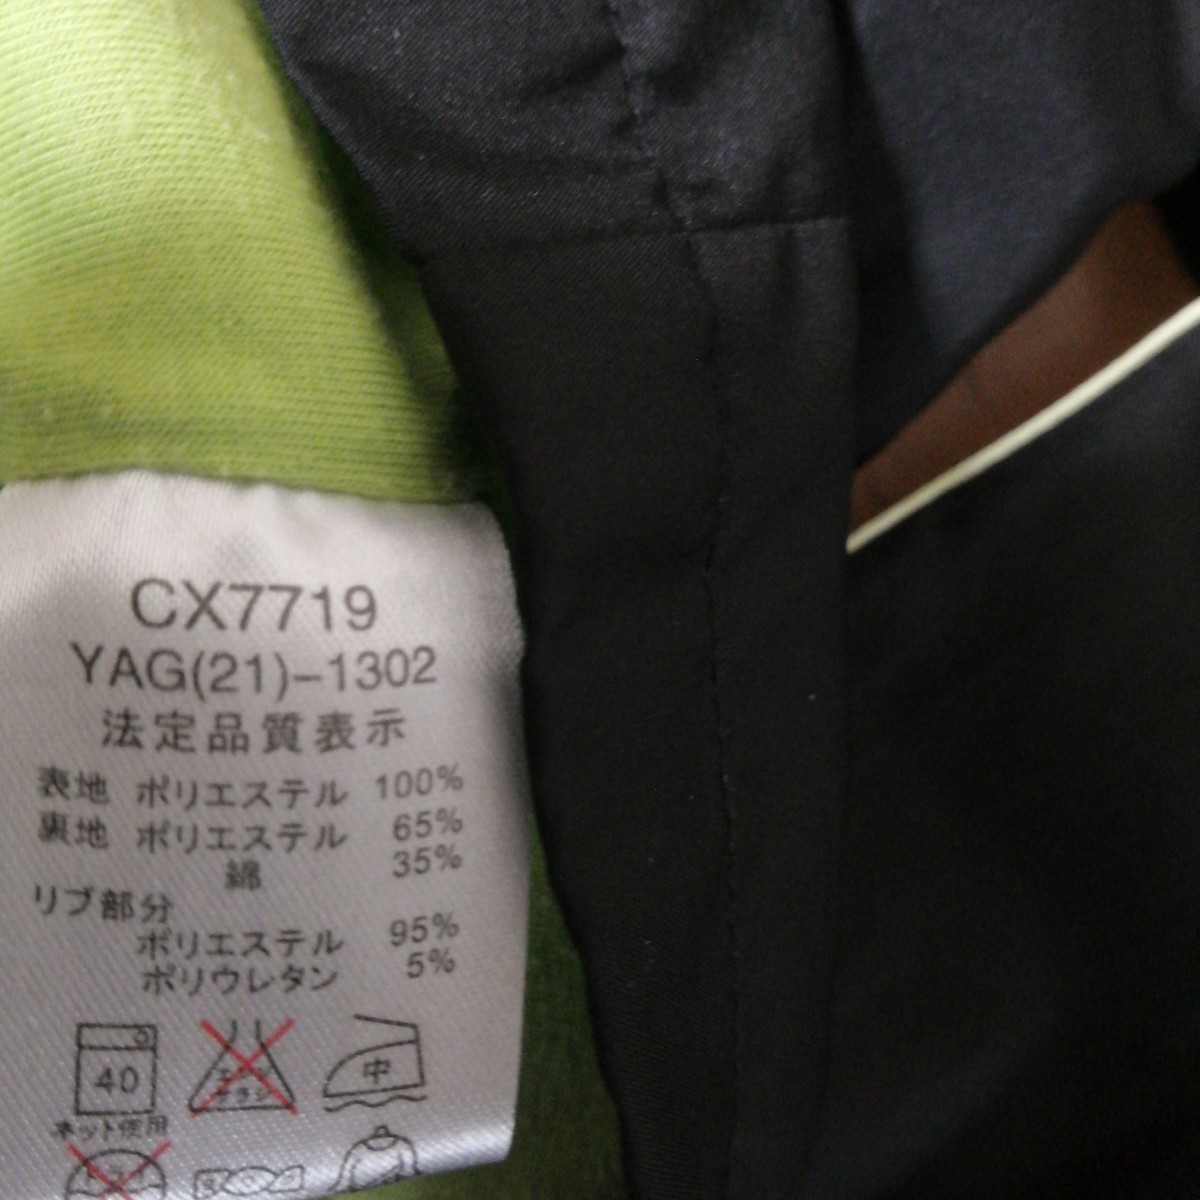 CX7719
YAG(21)-1302
法定品質表示
表地 ポリエステル 100%
裏地 ポリエステル 65%
綿 35%
リブ部分
ポリエステル 95%
ポリウレタン 5%
40
中
ネット使用